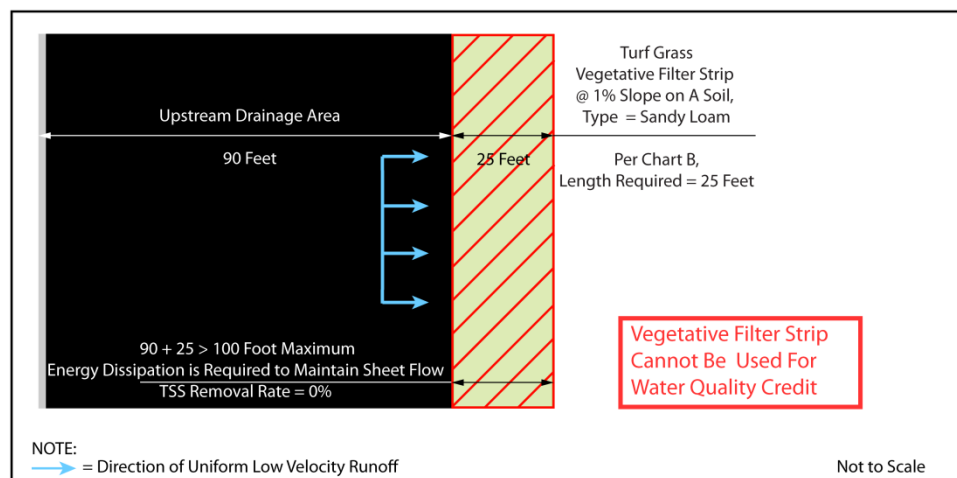 Upstream Drainage Area
90 Feet
25 Feet
Turf Grass
Vegetative Filter Strip
@ 1% Slope on A Soil,
Type = Sandy Loam
Per Chart B,
Length Required = 25 Feet
90 + 25 > 100 Foot Maximum
Energy Dissipation is Required to Maintain Sheet Flow
TSS Removal Rate = 0%
Vegetative Filter Strip
Cannot Be Used For
Water Quality Credit
NOTE:
= Direction of Uniform Low Velocity Runoff
Not to Scale